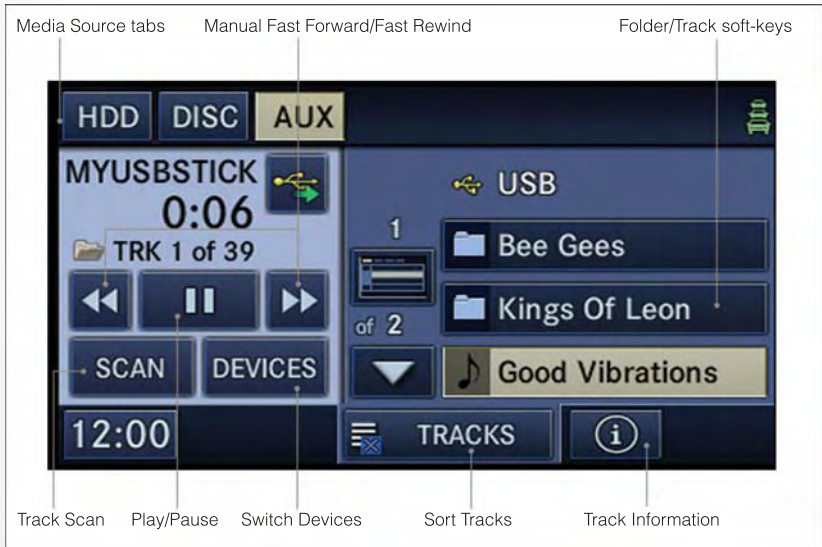 Media Source tabs
Manual Fast Forward/Fast Rewind
Folder/Track soft-keys
HDD
DISC
AUX
MYUSBSTICK
0:06
TRK 1 of 39
SCAN
DEVICES
12:00
USB
1
of 2
Bee Gees
Kings Of Leon
Good Vibrations
TRACKS
i
Track Scan
Play/Pause
Switch Devices
Sort Tracks
Track Information